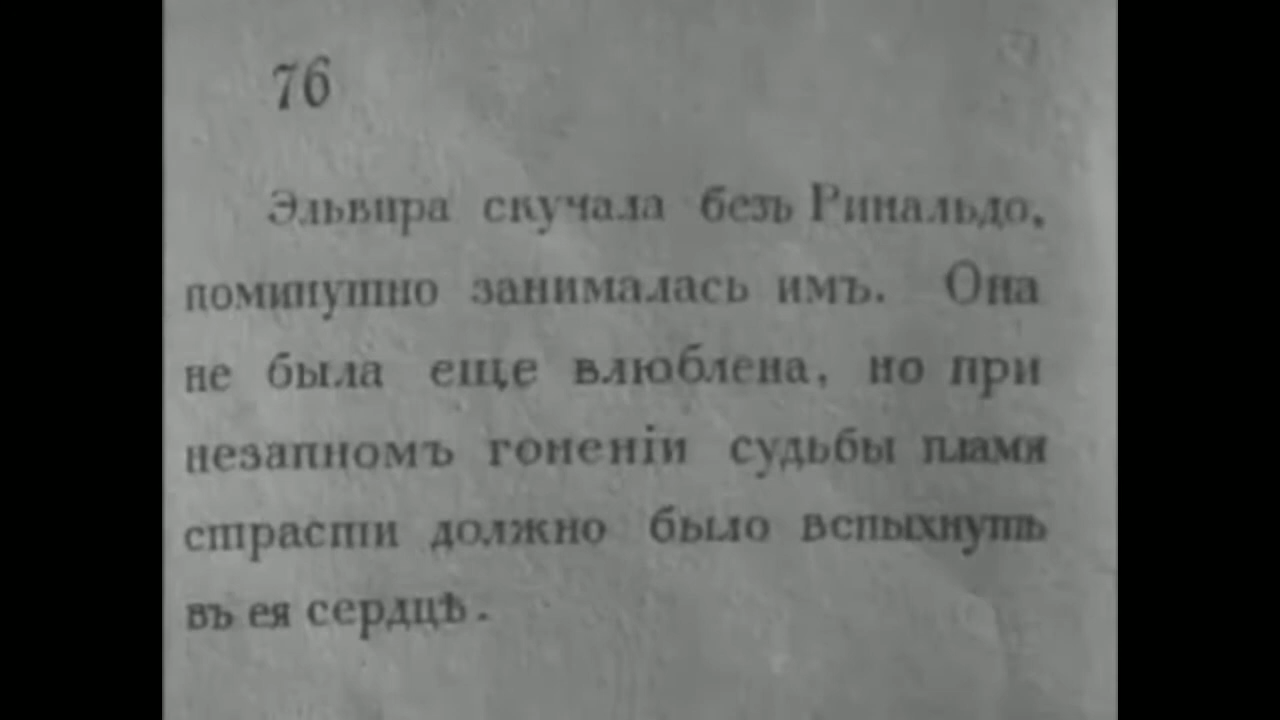 76
Эльвира скучала безъ Ринальдо,
поминутно занималась имъ. Она
не была еще влюблена, но при
незапномъ гоненіи судьбы пламя
страсти должно было вспыхнуть
въ ея сердцѣ.